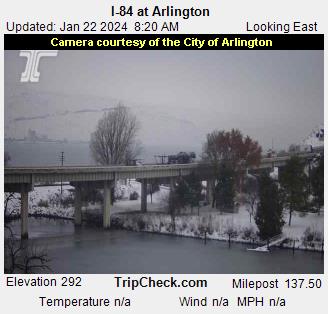 I-84 at Arlington
Updated: Jan 22 2024 8:20 AM Looking East
Camera courtesy of the City of Arlington
Elevation 292 TripCheck.com Milepost 137.50
Temperature n/a Wind n/a MPH n/a